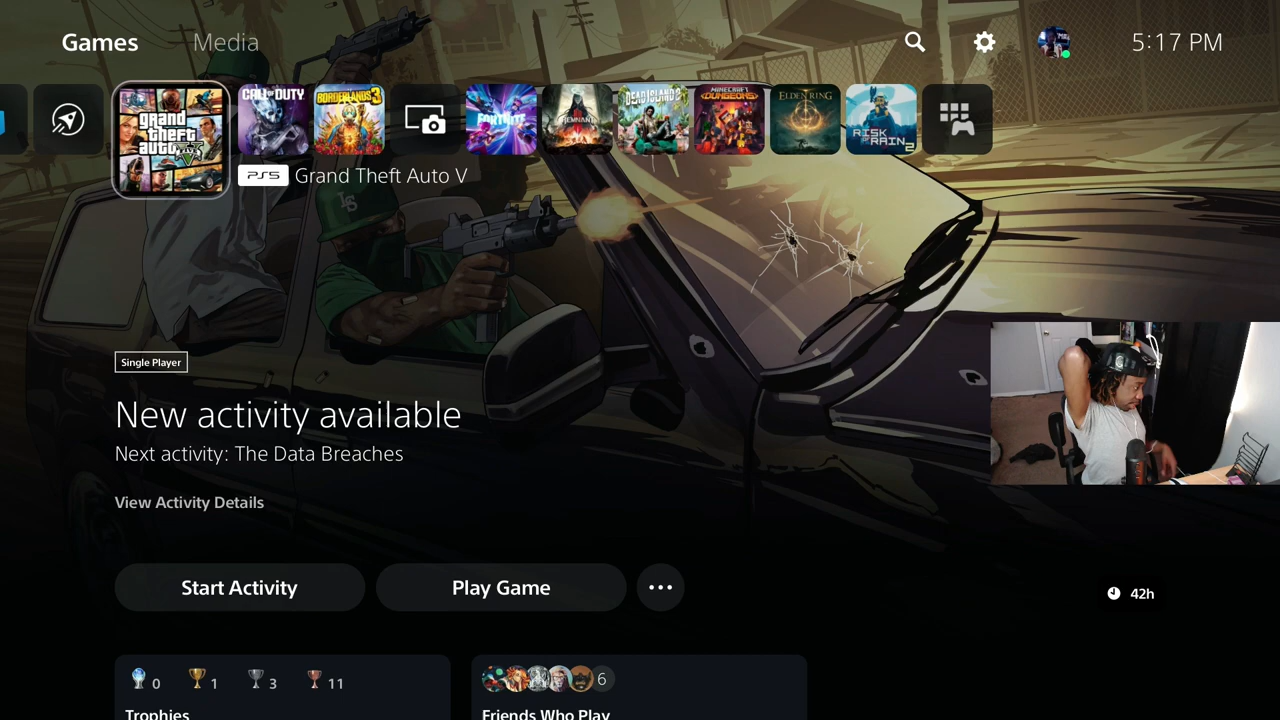 Games
Media
5:17 PM
grand theft auto V
CALL OF DUTY
BORDERLANDS 3
FORTNITE
REMNANT
DEAD ISLAND 2
MINECRAFT DUNGEONS
ELDEN RING
RISK OF RAIN 2
PS5 Grand Theft Auto V
LS
Single Player
New activity available
Next activity: The Data Breaches
View Activity Details
Start Activity
Play Game
42h
0 1 3 11
6
Trophies
Friends Who Play